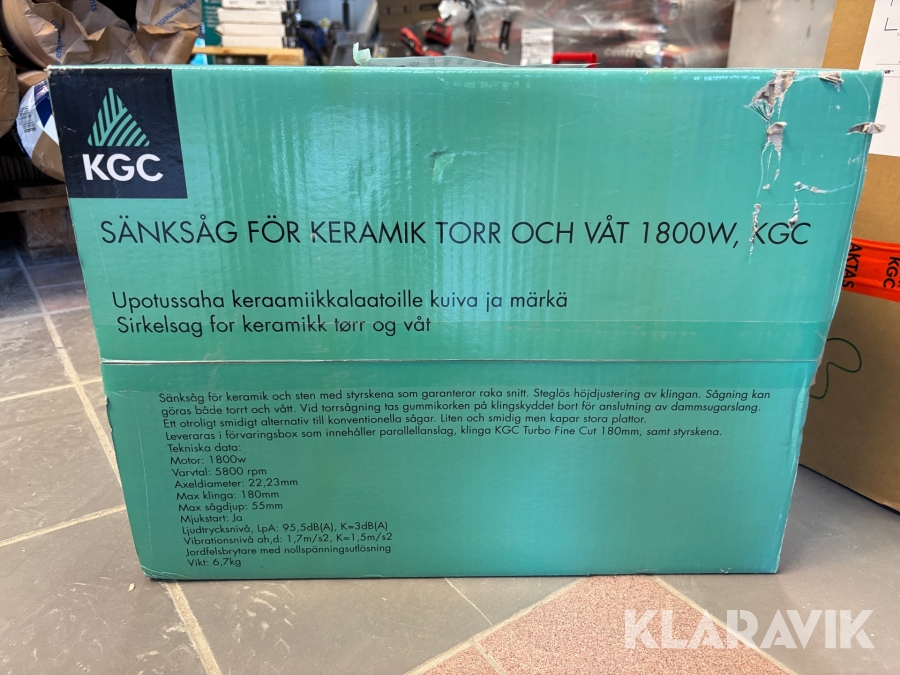 KGC
SÄNKSÅG FÖR KERAMIK TORR OCH VÅT 1800W, KGC
Upotussaha keraamiikkalaatoille kuiva ja märkä
Sirkelsag for keramikk tørr og våt
Sänksåg för keramik och sten med styrskena som garanterar raka snitt. Steglös höjdjustering av klingan. Sågning kan
göras både torrt och vått. Vid torrsågning tas gummikorken på klingskyddet bort för anslutning av dammsugarslang.
Ett otroligt smidigt alternativ till konventionella sågar. Liten och smidig men kapar stora plattor.
Leveraras i förvaringsbox som innehåller parallellanslag, klinga KGC Turbo Fine Cut 180mm, samt styrskena.
Tekniska data:
Motor: 1800w
Varvtal: 5800 rpm
Axeldiameter: 22,23mm
Max klinga: 180mm
Max sågdjup: 55mm
Mjukstart: Ja
Ljudtrycksnivå, LpA: 95,5dB(A), K=3dB(A)
Vibrationsnivå ah,d: 1,7m/s2, K=1,5m/s2
Jordfelsbrytare med nollspänningsutlösning
Vikt: 6,7kg
KGC
AKTAS
KLARAVIK